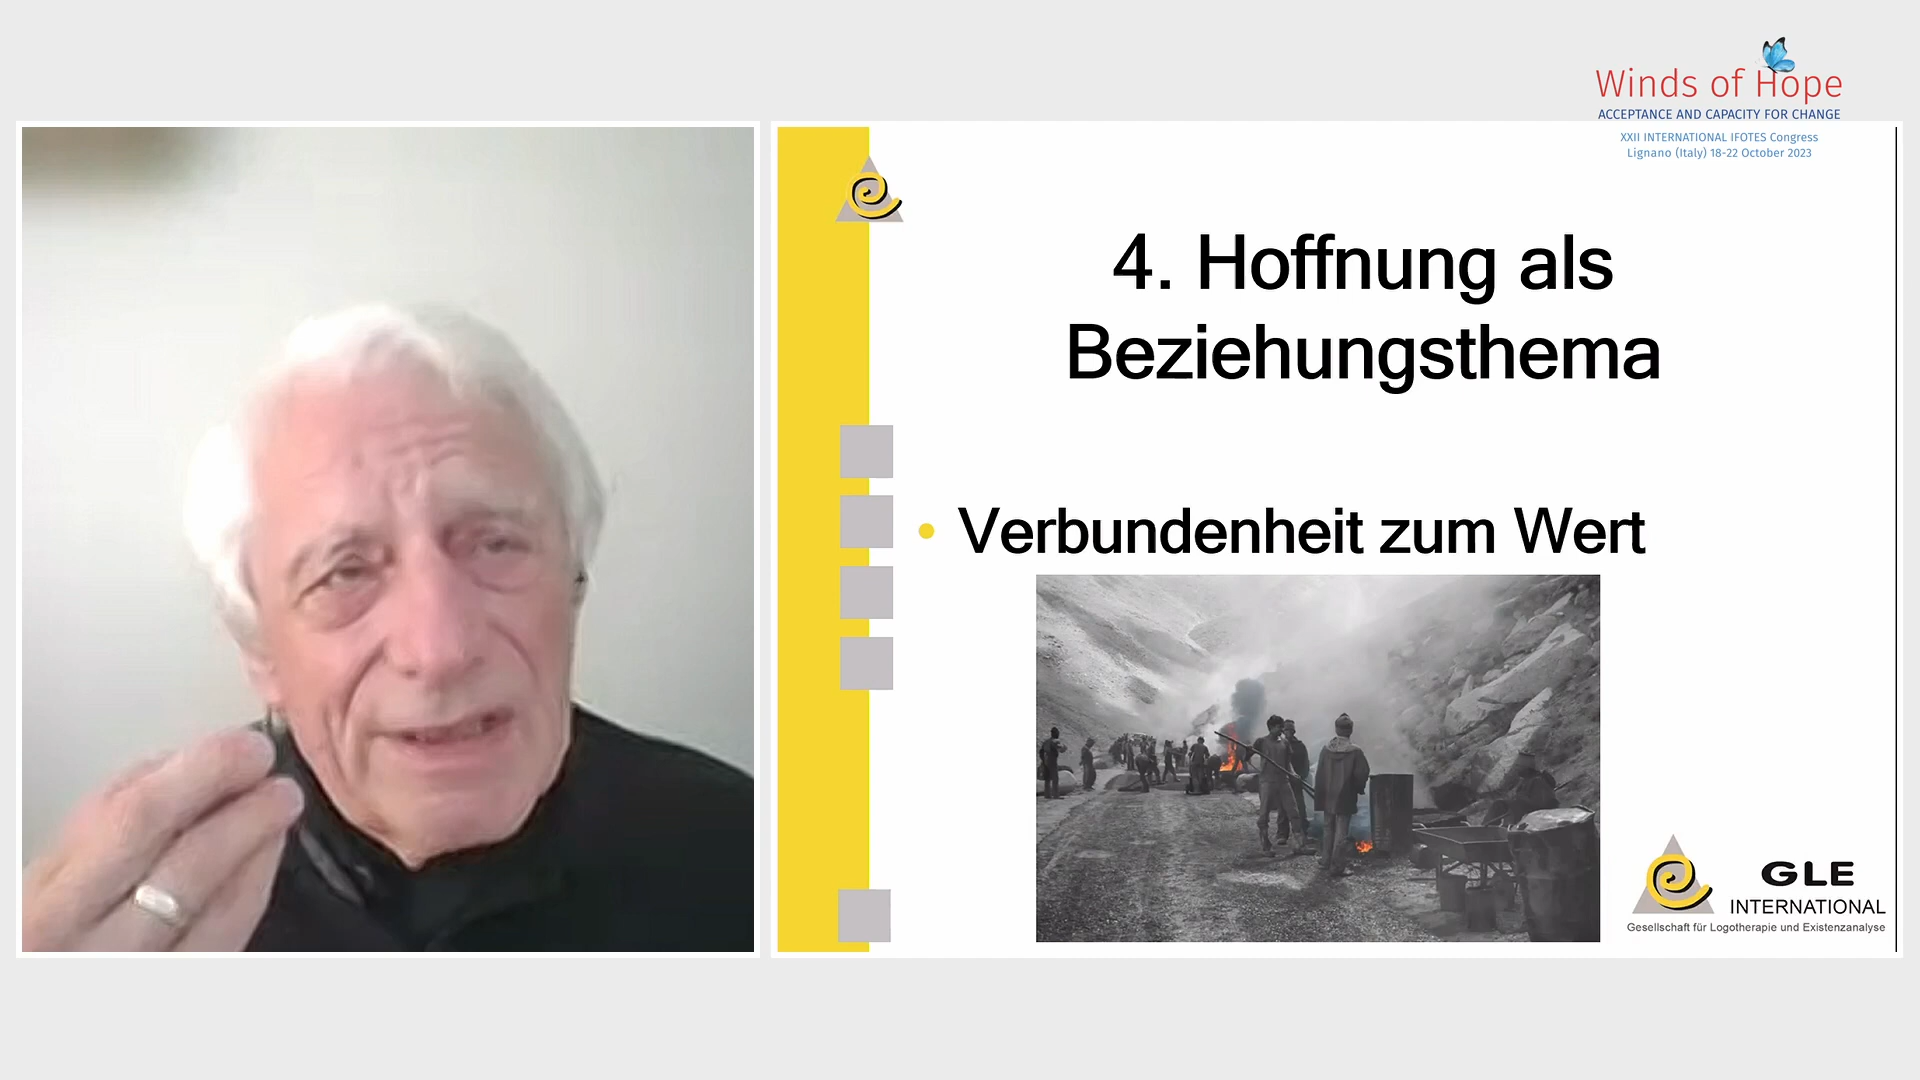 Winds of Hope
ACCEPTANCE AND CAPACITY FOR CHANGE
XXII INTERNATIONAL IFOTES Congress
Lignano (Italy) 18-22 October 2023
4. Hoffnung als
Beziehungsthema
• Verbundenheit zum Wert
GLE
INTERNATIONAL
Gesellschaft für Logotherapie und Existenzanalyse